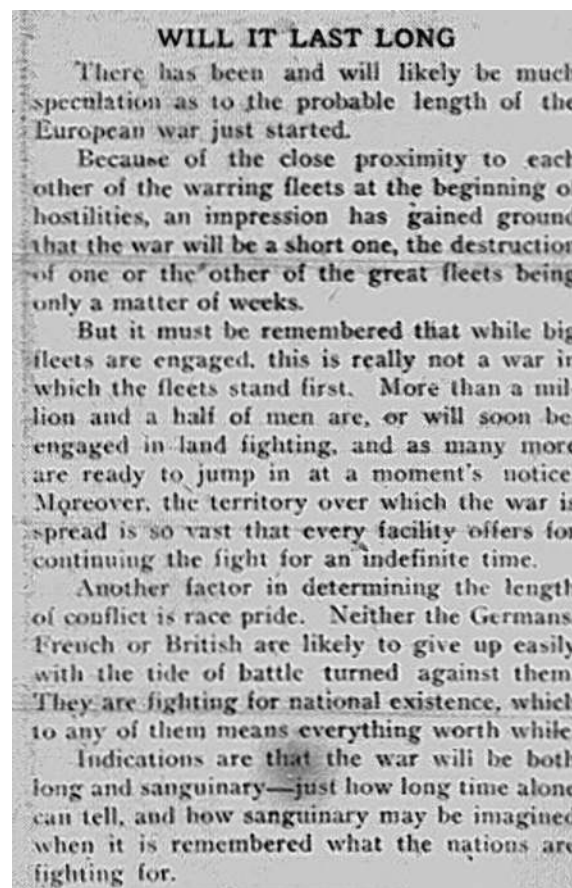 WILL IT LAST LONG
There has been and will likely be much
speculation as to the probable length of the
European war just started.
Because of the close proximity to each
other of the warring fleets at the beginning of
hostilities, an impression has gained ground
that the war will be a short one, the destruction
of one or the other of the great fleets being
only a matter of weeks.
But it must be remembered that while big
fleets are engaged, this is really not a war in
which the fleets stand first. More than a mil-
lion and a half of men are, or will soon be,
engaged in land fighting, and as many more
are ready to jump in at a moment's notice.
Moreover, the territory over which the war is
spread is so vast that every facility offers for
continuing the fight for an indefinite time.
Another factor in determining the length
of conflict is race pride. Neither the Germans,
French or British are likely to give up easily
with the tide of battle turned against them.
They are fighting for national existence, which
to any of them means everything worth while.
Indications are that the war will be both
long and sanguinary—just how long time alone
can tell, and how sanguinary may be imagined
when it is remembered what the nations are
fighting for.